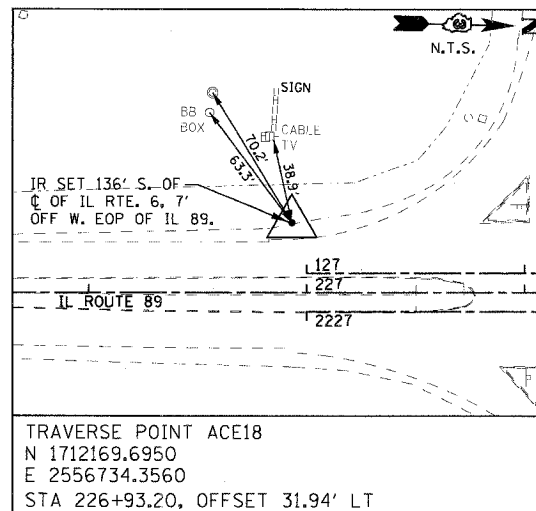 N.T.S.
SIGN
BB
BOX
CABLE
TV
70.2'
63.3'
38.9'
IR SET 136' S. OF
℄ OF IL RTE. 6, 7'
OFF W. EOP OF IL 89.
127
227
IL ROUTE 89
2227
TRAVERSE POINT ACE18
N 1712169.6950
E 2556734.3560
STA 226+93.20, OFFSET 31.94' LT